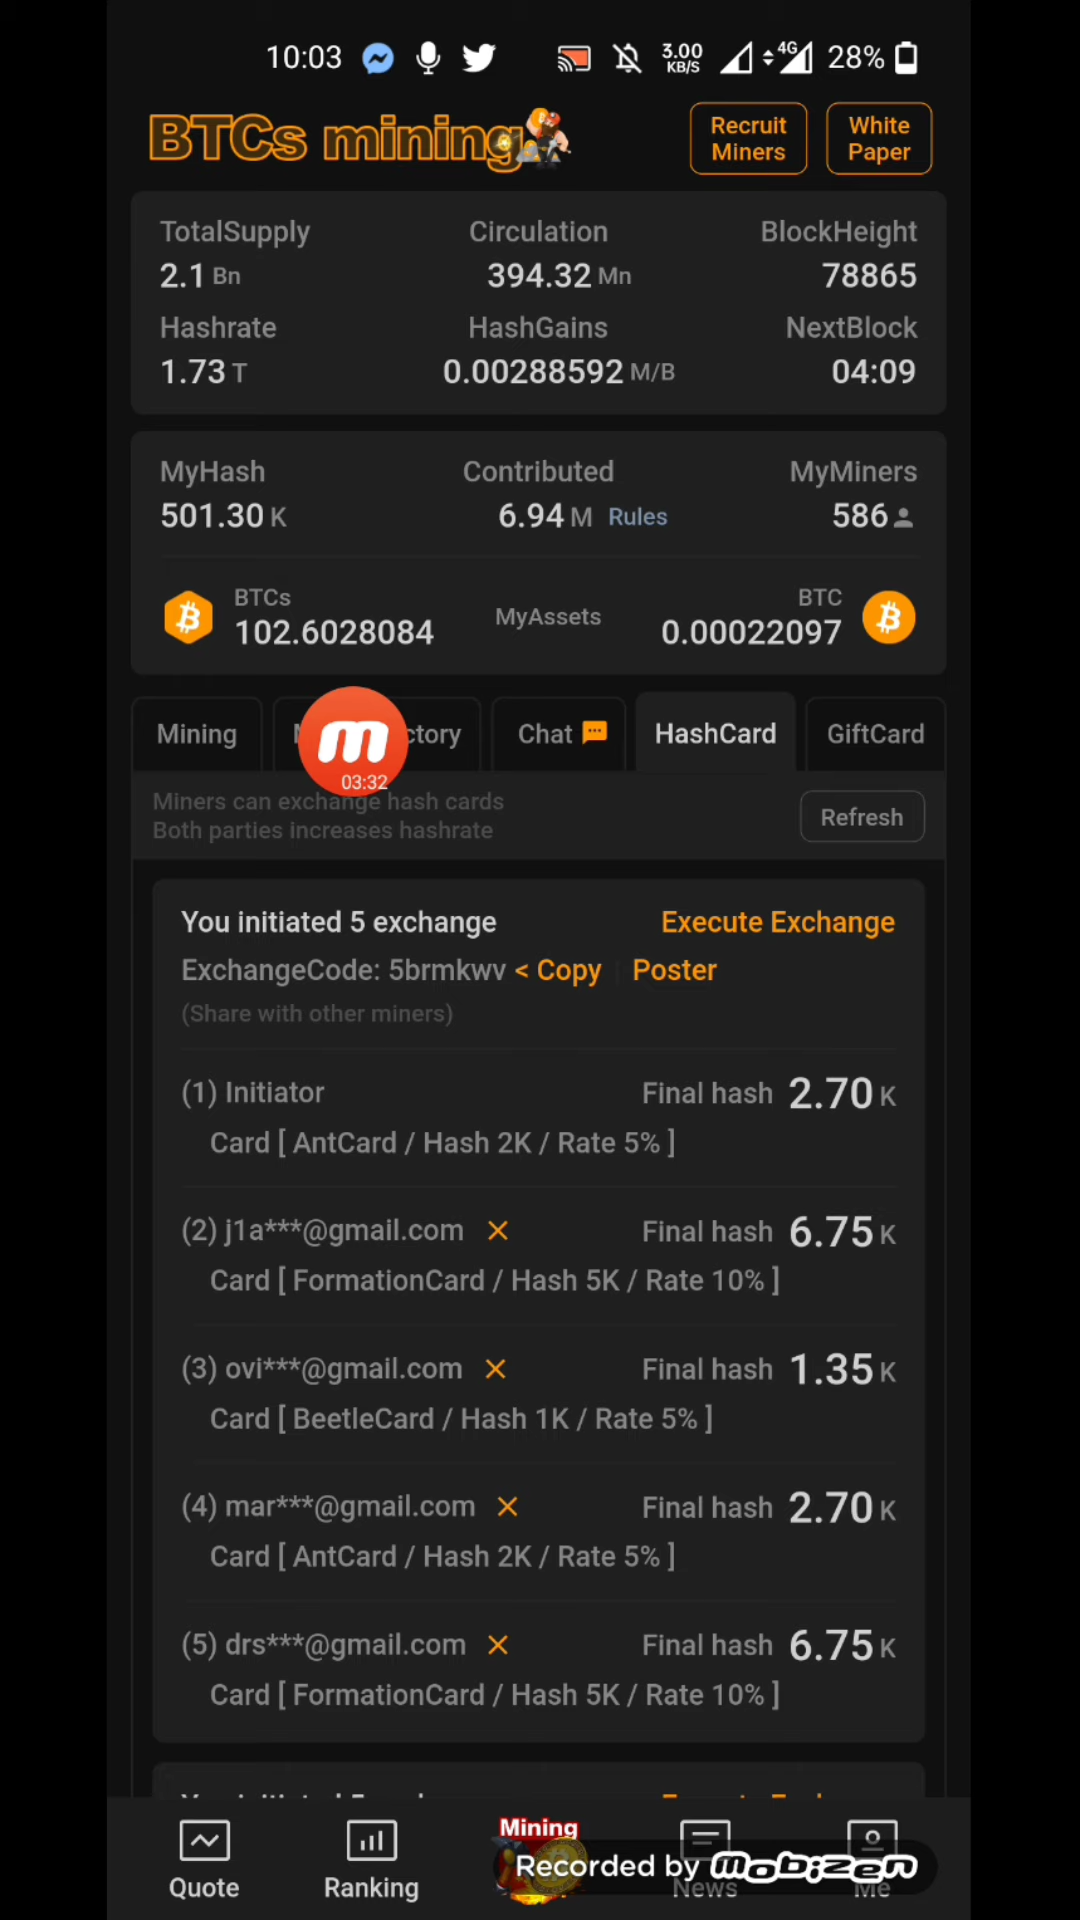 10:03 3.00 KB/S 4G 28%
BTCs mining
Recruit Miners
White Paper
TotalSupply Circulation BlockHeight
2.1 Bn 394.32 Mn 78865
Hashrate HashGains NextBlock
1.73 T 0.00288592 M/B 04:09
MyHash Contributed MyMiners
501.30 K 6.94 M Rules 586
BTCs MyAssets BTC
102.6028084 0.00022097
Mining ctory Chat HashCard GiftCard
m
03:32
Miners can exchange hash cards
Both parties increases hashrate
Refresh
You initiated 5 exchange Execute Exchange
ExchangeCode: 5brmkwv < Copy Poster
(Share with other miners)
(1) Initiator Final hash 2.70 K
Card [ AntCard / Hash 2K / Rate 5% ]
(2) j1a***@gmail.com × Final hash 6.75 K
Card [ FormationCard / Hash 5K / Rate 10% ]
(3) ovi***@gmail.com × Final hash 1.35 K
Card [ BeetleCard / Hash 1K / Rate 5% ]
(4) mar***@gmail.com × Final hash 2.70 K
Card [ AntCard / Hash 2K / Rate 5% ]
(5) drs***@gmail.com × Final hash 6.75 K
Card [ FormationCard / Hash 5K / Rate 10% ]
Mining
Recorded by mobizen
Quote Ranking News Me